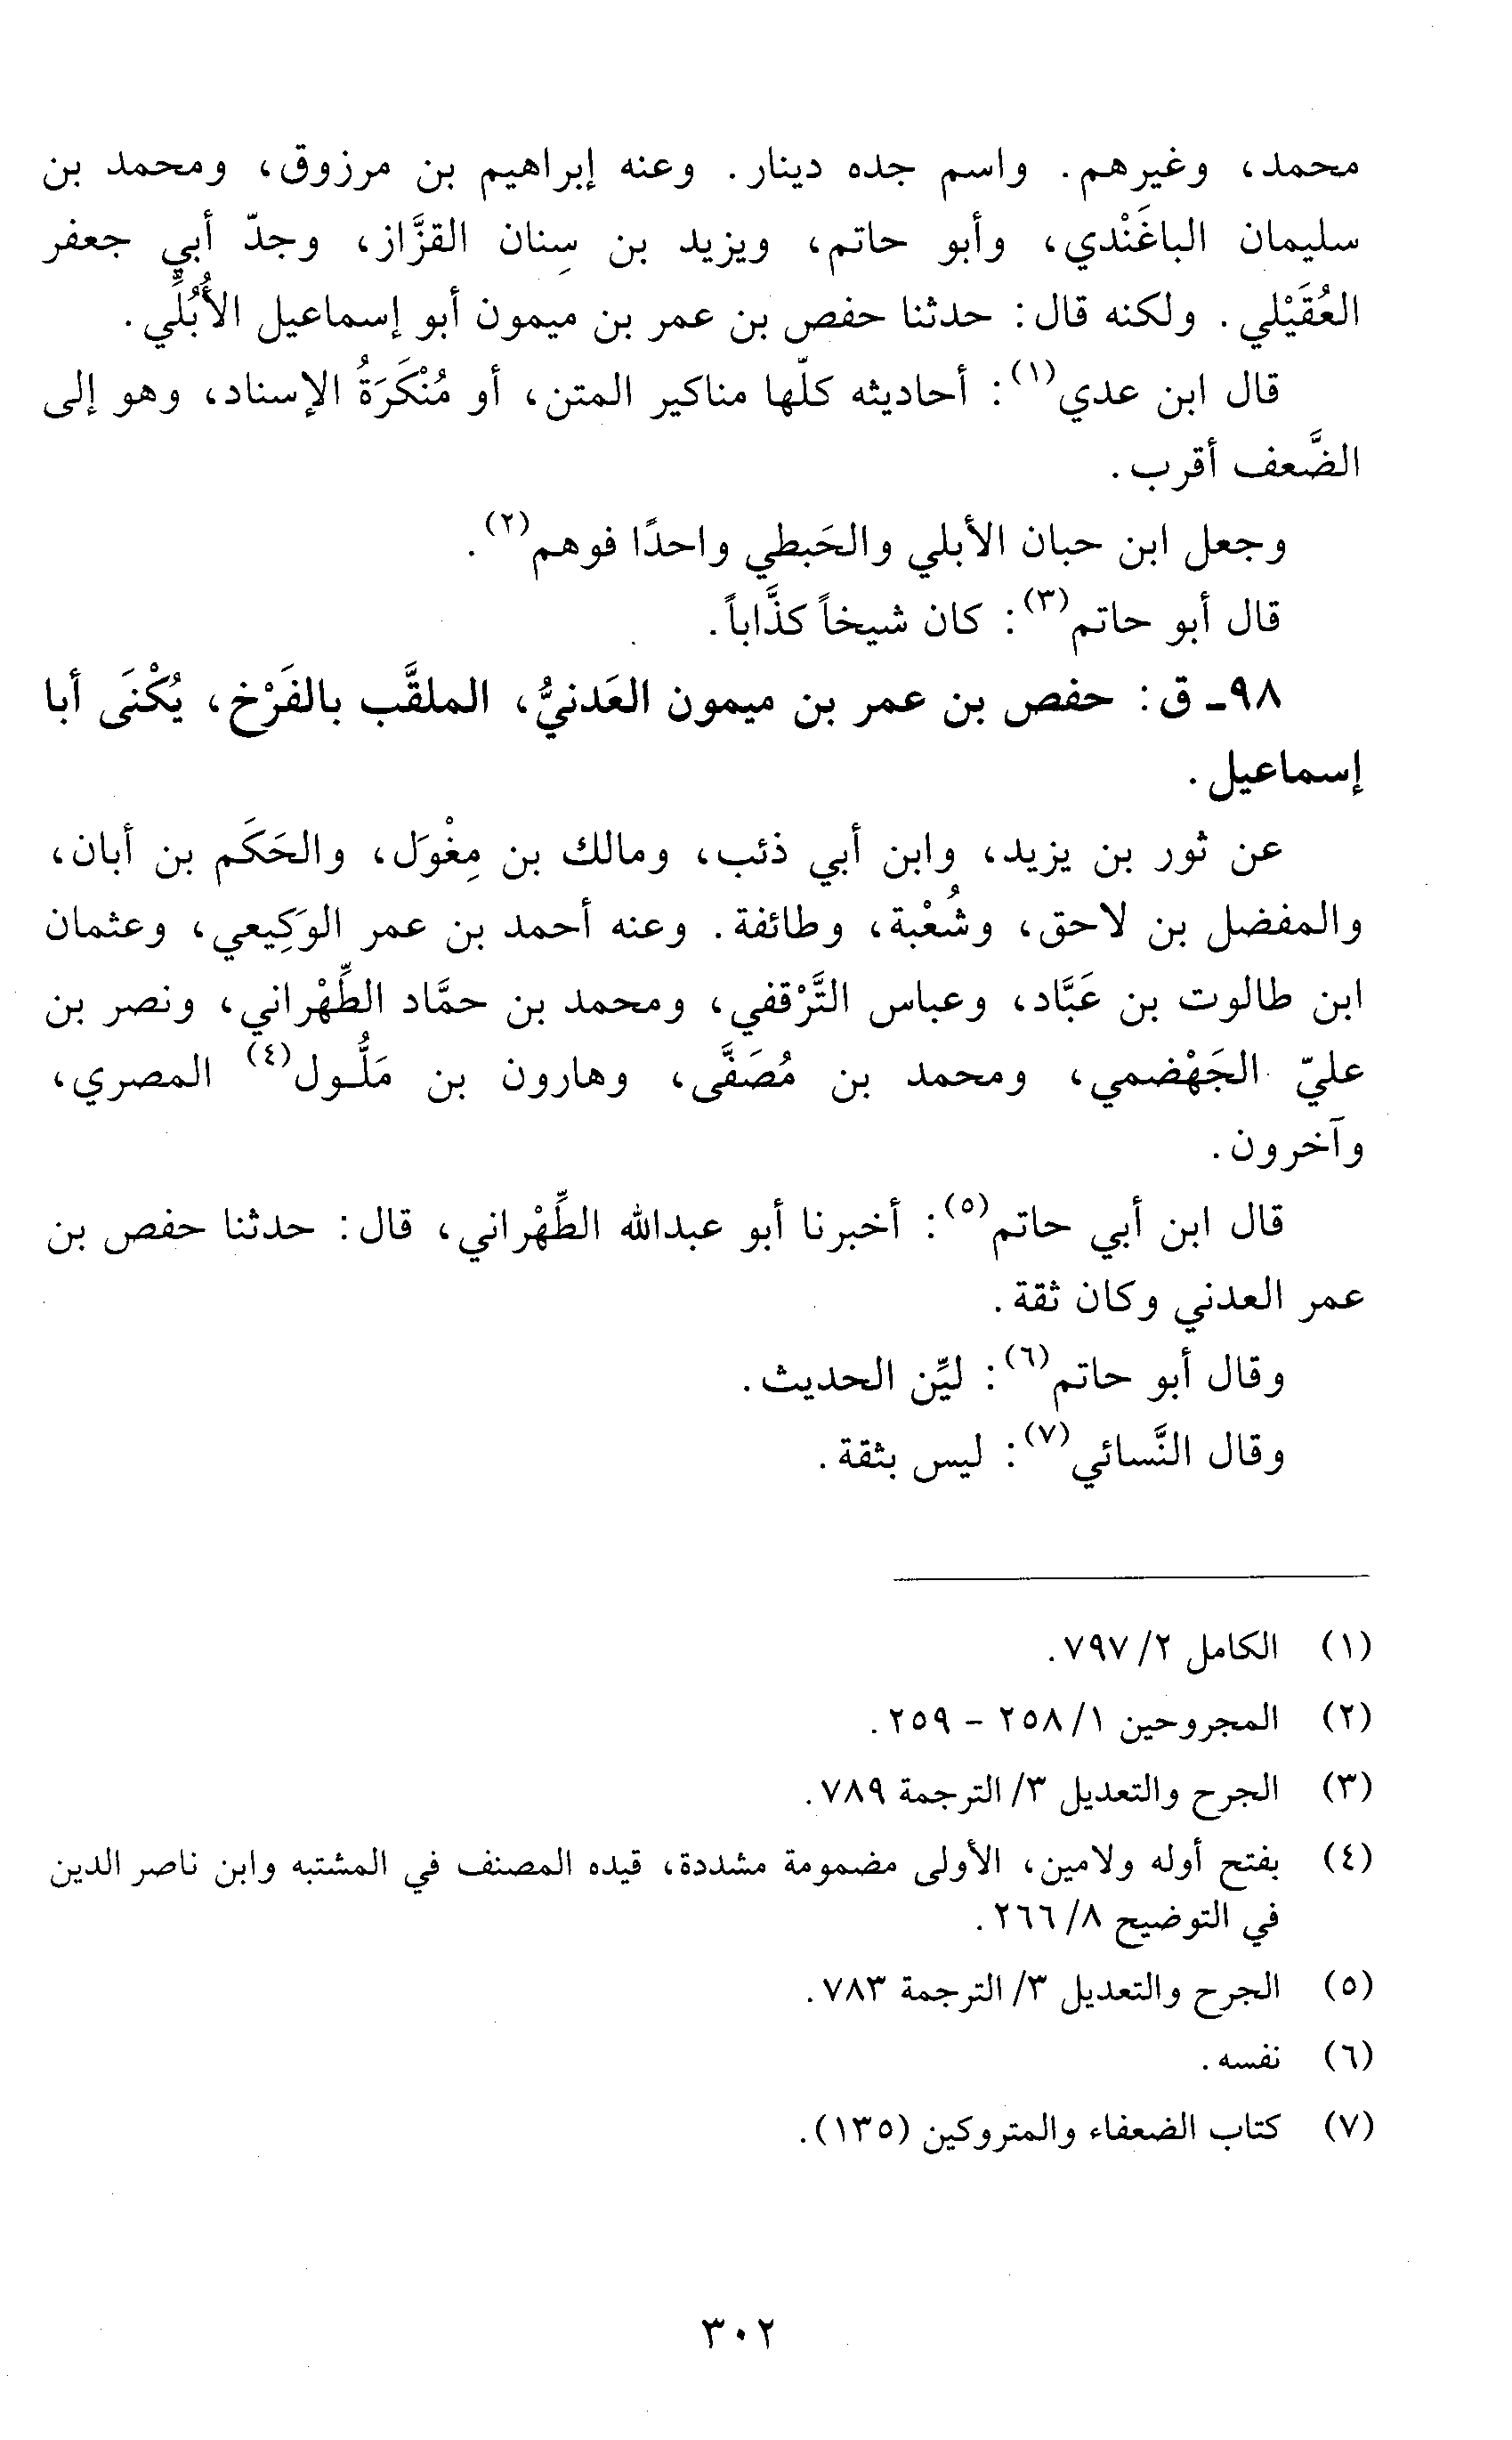 محمد، وغيرهم. واسم جده دينار. وعنه إبراهيم بن مرزوق، ومحمد بن
سليمان الباغَنْدي، وأبو حاتم، ويزيد بن سِنان القزَّاز، وجدّ أبي جعفر
العُقَيْلي. ولكنه قال: حدثنا حفص بن عمر بن ميمون أبو إسماعيل الأُبُلِّي.
قال ابن عدي(١): أحاديثه كلّها مناكير المتن، أو مُنْكَرَةُ الإسناد، وهو إلى
الضَّعف أقرب.
وجعل ابن حبان الأبلي والحَبطي واحدًا فوهم(٢).
قال أبو حاتم(٣): كان شيخاً كذَّاباً.
٩٨ـ ق: حفص بن عمر بن ميمون العَدنيُّ، الملقَّب بالفَرْخ، يُكْنَى أبا
إسماعيل.
عن ثور بن يزيد، وابن أبي ذئب، ومالك بن مِغْوَل، والحَكَم بن أبان،
والمفضل بن لاحق، وشُعْبة، وطائفة. وعنه أحمد بن عمر الوَكِيعي، وعثمان
ابن طالوت بن عَبَّاد، وعباس التَّرْقفي، ومحمد بن حمَّاد الطِّهْراني، ونصر بن
عليّ الجَهْضمي، ومحمد بن مُصَفَّى، وهارون بن مَلُّـول(٤) المصري،
وآخرون.
قال ابن أبي حاتم(٥): أخبرنا أبو عبدالله الطِّهْراني، قال: حدثنا حفص بن
عمر العدني وكان ثقة.
وقال أبو حاتم(٦): ليِّن الحديث.
وقال النَّسائي(٧): ليس بثقة.
(١) الكامل ٢/ ٧٩٧.
(٢) المجروحين ١/ ٢٥٨ - ٢٥٩.
(٣) الجرح والتعديل ٣/ الترجمة ٧٨٩.
(٤) بفتح أوله ولامين، الأولى مضمومة مشددة، قيده المصنف في المشتبه وابن ناصر الدين
في التوضيح ٨/ ٢٦٦.
(٥) الجرح والتعديل ٣/ الترجمة ٧٨٣.
(٦) نفسه.
(٧) كتاب الضعفاء والمتروكين (١٣٥).
٣٠٢